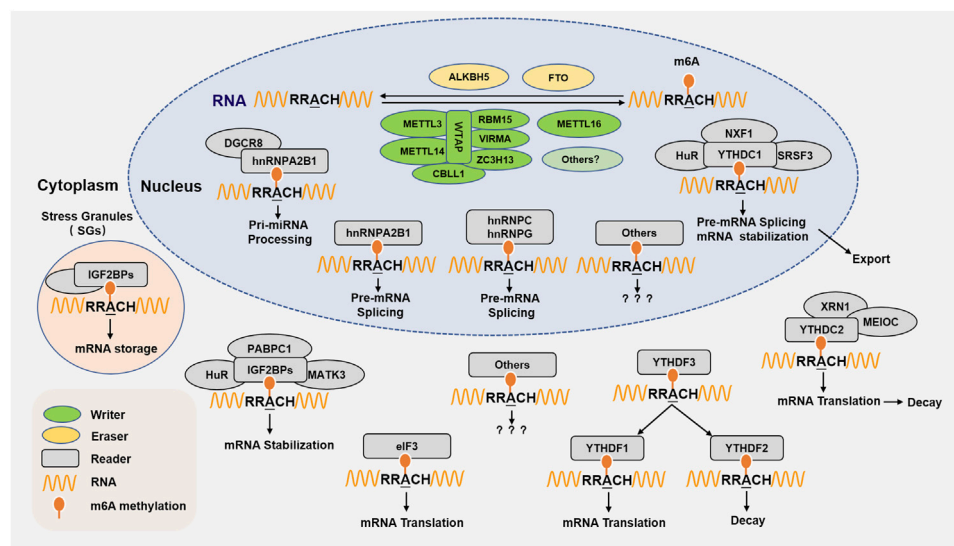 m6A
ALKBH5
FTO
RNA
RRACH
RRACH
METTL3
METTL14
WTAP
RBM15
VIRMA
ZC3H13
CBLL1
METTL16
Others?
DGCR8
hnRNPA2B1
RRACH
Pri-miRNA
Processing
NXF1
HuR
YTHDC1
SRSF3
RRACH
Pre-mRNA Splicing
mRNA stabilization
Export
Cytoplasm
Nucleus
hnRNPA2B1
RRACH
Pre-mRNA
Splicing
hnRNPC
hnRNPG
RRACH
Pre-mRNA
Splicing
Others
RRACH
? ? ?
Stress Granules
( SGs)
IGF2BPs
RRACH
mRNA storage
XRN1
MEIOC
YTHDC2
RRACH
mRNA Translation
Decay
PABPC1
HuR
IGF2BPs
MATK3
RRACH
mRNA Stabilization
Others
RRACH
? ? ?
YTHDF3
RRACH
eIF3
RRACH
mRNA Translation
YTHDF1
RRACH
mRNA Translation
YTHDF2
RRACH
Decay
Writer
Eraser
Reader
RNA
m6A methylation